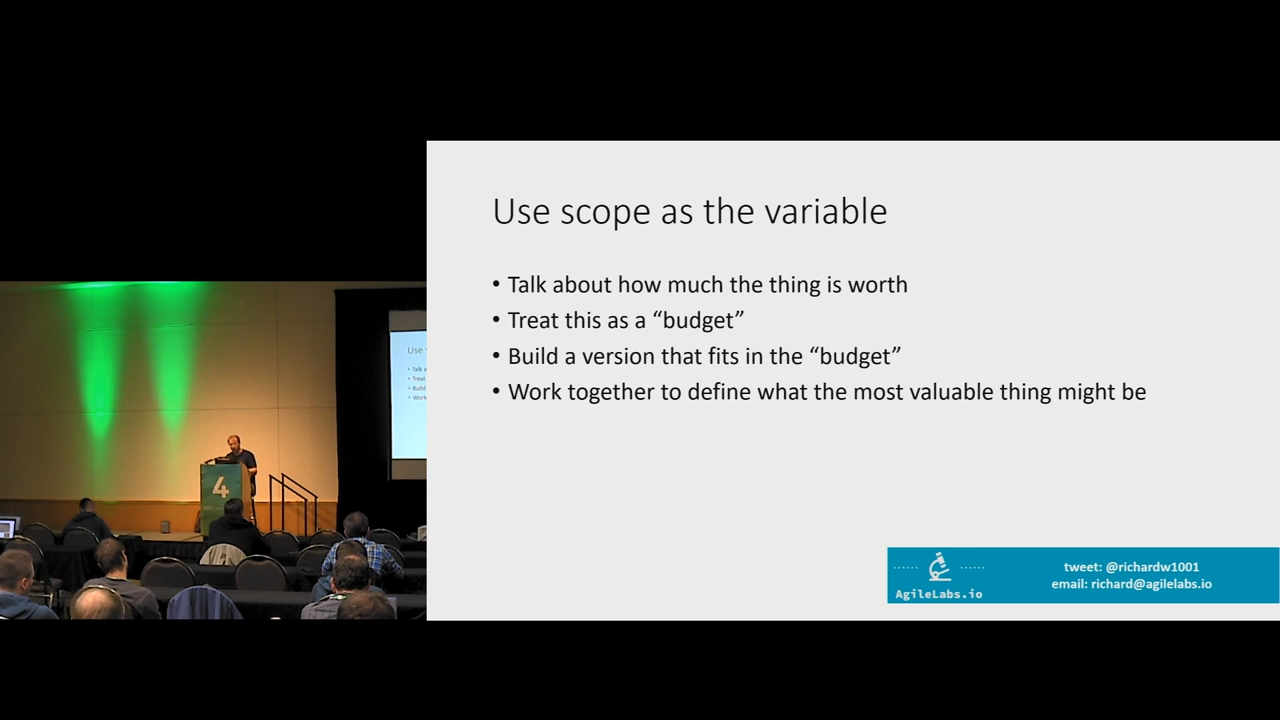 Use scope as the variable
• Talk about how much the thing is worth
• Treat this as a “budget”
• Build a version that fits in the “budget”
• Work together to define what the most valuable thing might be
AgileLabs.io
tweet: @richardw1001
email: richard@agilelabs.io
4
Use